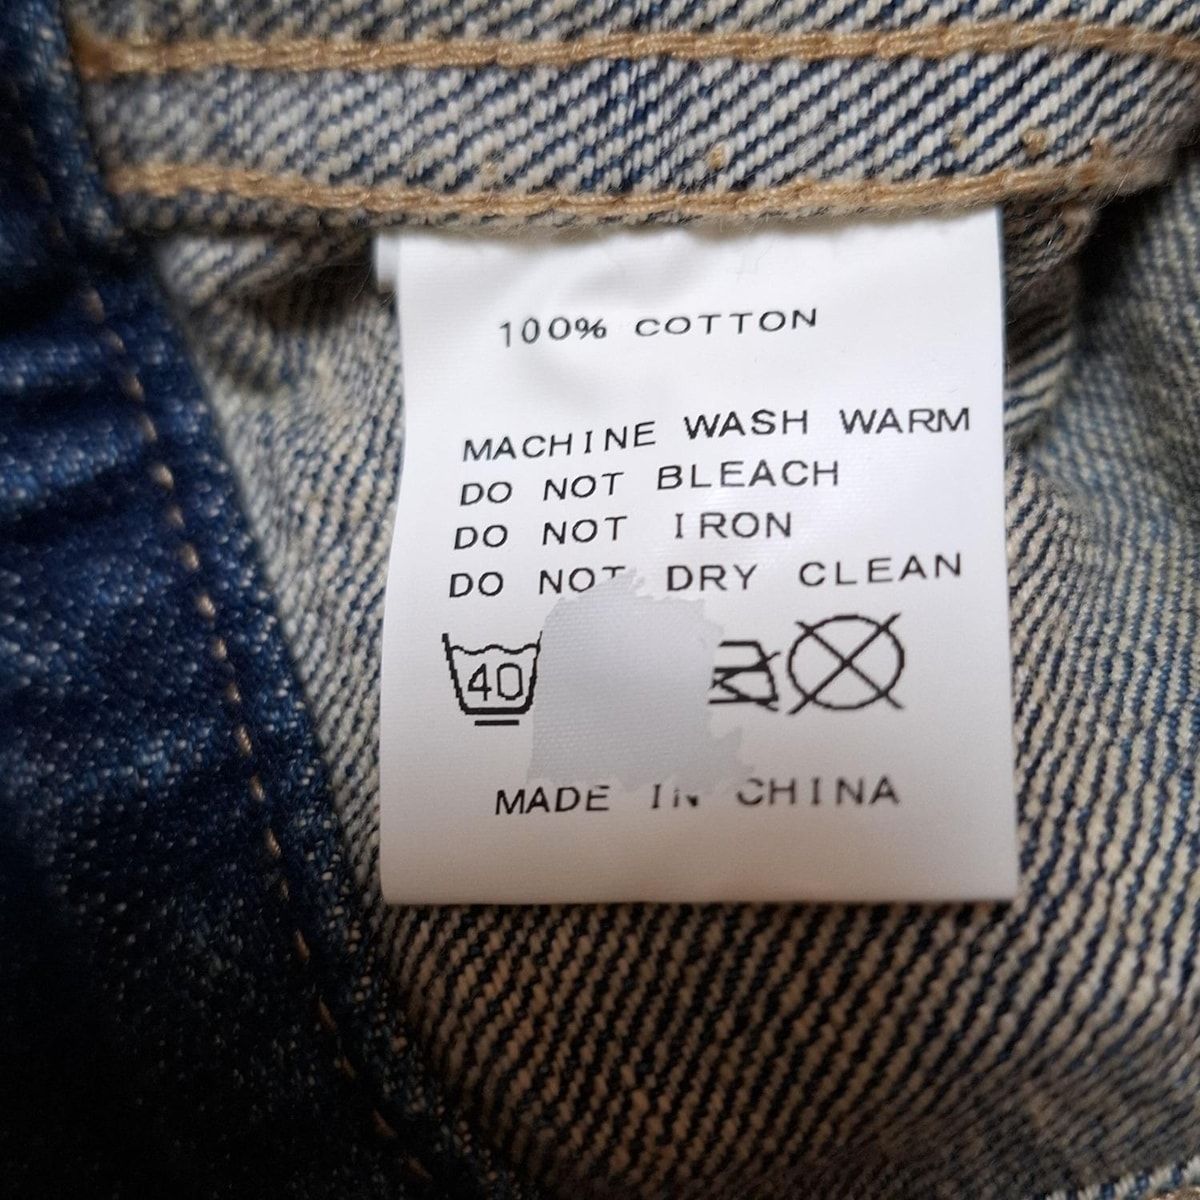 100% COTTON
MACHINE WASH WARM
DO NOT BLEACH
DO NOT IRON
DO NOT DRY CLEAN
40
MADE IN CHINA